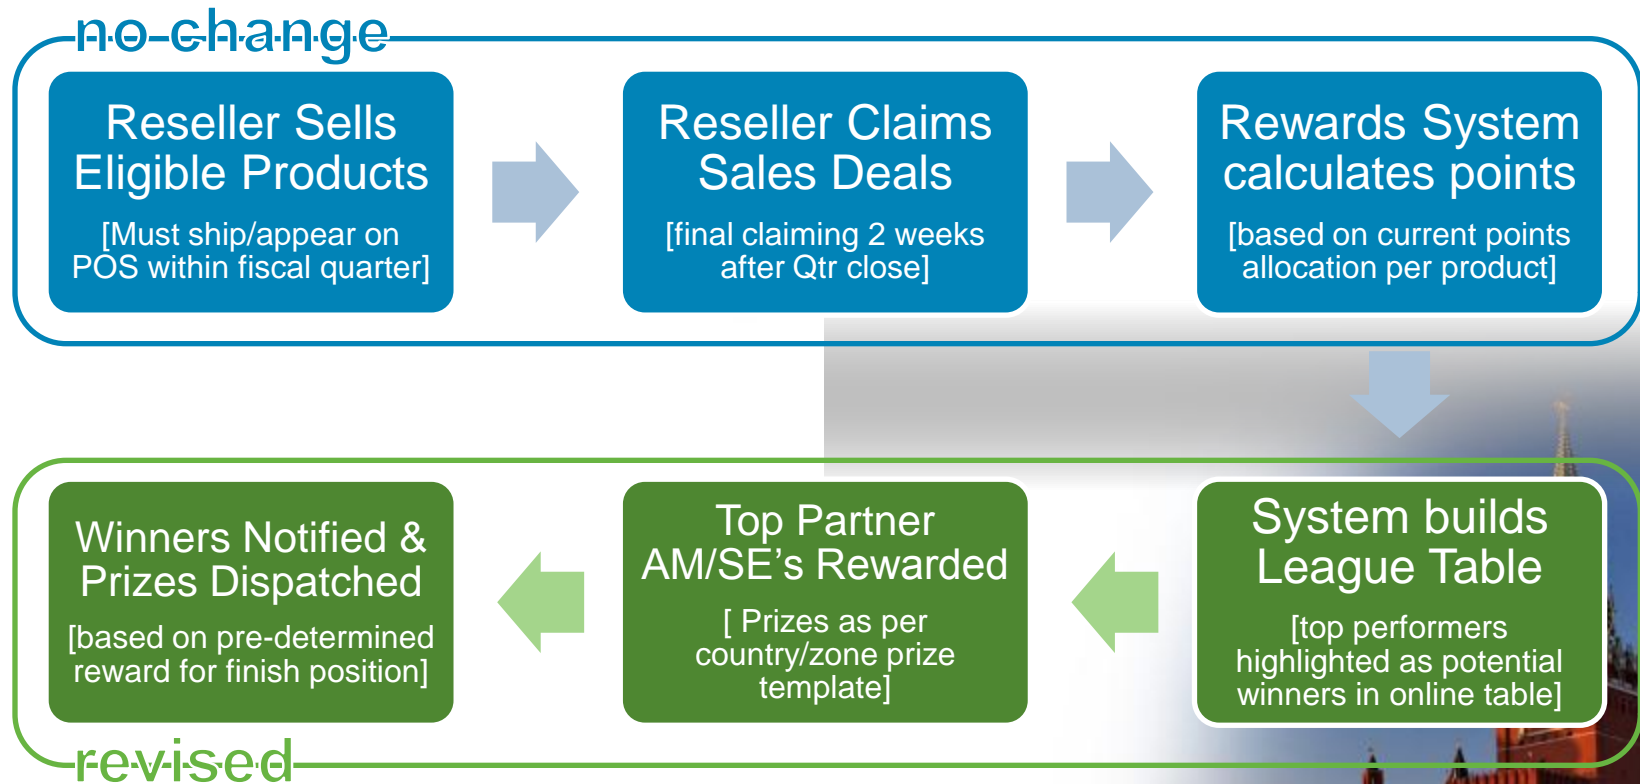 no change
Reseller Sells
Eligible Products
[Must ship/appear on
POS within fiscal quarter]
Reseller Claims
Sales Deals
[final claiming 2 weeks
after Qtr close]
Rewards System
calculates points
[based on current points
allocation per product]
System builds
League Table
[top performers
highlighted as potential
winners in online table]
Top Partner
AM/SE’s Rewarded
[ Prizes as per
country/zone prize
template]
Winners Notified &
Prizes Dispatched
[based on pre-determined
reward for finish position]
revised